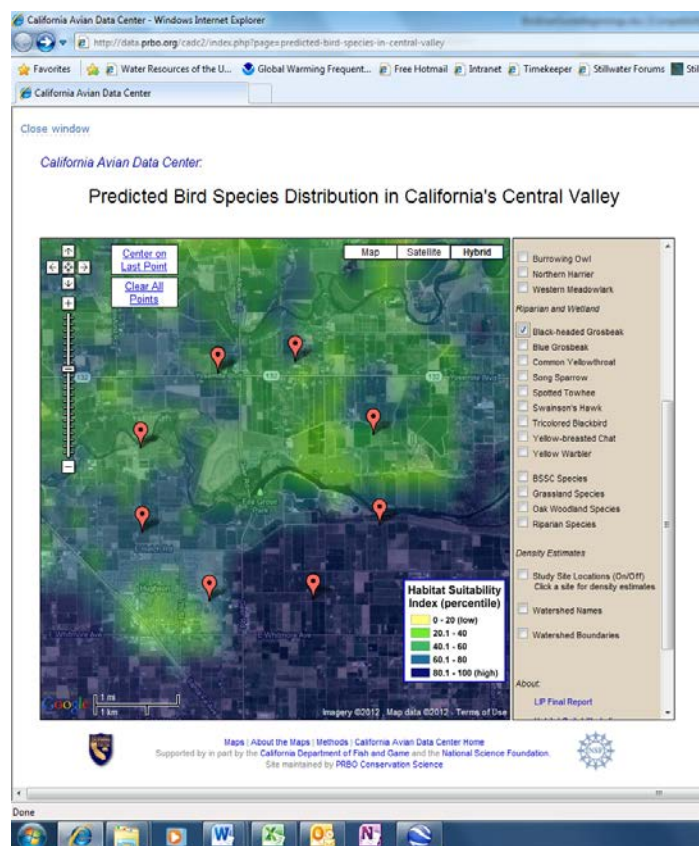 California Avian Data Center - Windows Internet Explorer
http://data.prbo.org/cadc2/index.php?page=predicted-bird-species-in-central-valley
Favorites Water Resources of the U... Global Warming Frequent... Free Hotmail Intranet Timekeeper Stillwater Forums Stil
California Avian Data Center
Close window
California Avian Data Center:
Predicted Bird Species Distribution in California's Central Valley
Center on
Last Point
Clear All
Points
Map Satellite Hybrid
132
132
132
Hughson
Habitat Suitability
Index (percentile)
0 - 20 (low)
20.1 - 40
40.1 - 60
60.1 - 80
80.1 - 100 (high)
1 mi
1 km
Google
Imagery ©2012 , Map data ©2012 - Terms of Use
Burrowing Owl
Northern Harrier
Western Meadowlark
Riparian and Wetland
Black-headed Grosbeak
Blue Grosbeak
Common Yellowthroat
Song Sparrow
Spotted Towhee
Swainson's Hawk
Tricolored Blackbird
Yellow-breasted Chat
Yellow Warbler
BSSC Species
Grassland Species
Oak Woodland Species
Riparian Species
Density Estimates
Study Site Locations (On/Off)
Click a site for density estimates
Watershed Names
Watershed Boundaries
About:
LIP Final Report
Maps | About the Maps | Methods | California Avian Data Center Home
Supported by in part by the California Department of Fish and Game and the National Science Foundation.
Site maintained by PRBO Conservation Science
NSF
Done